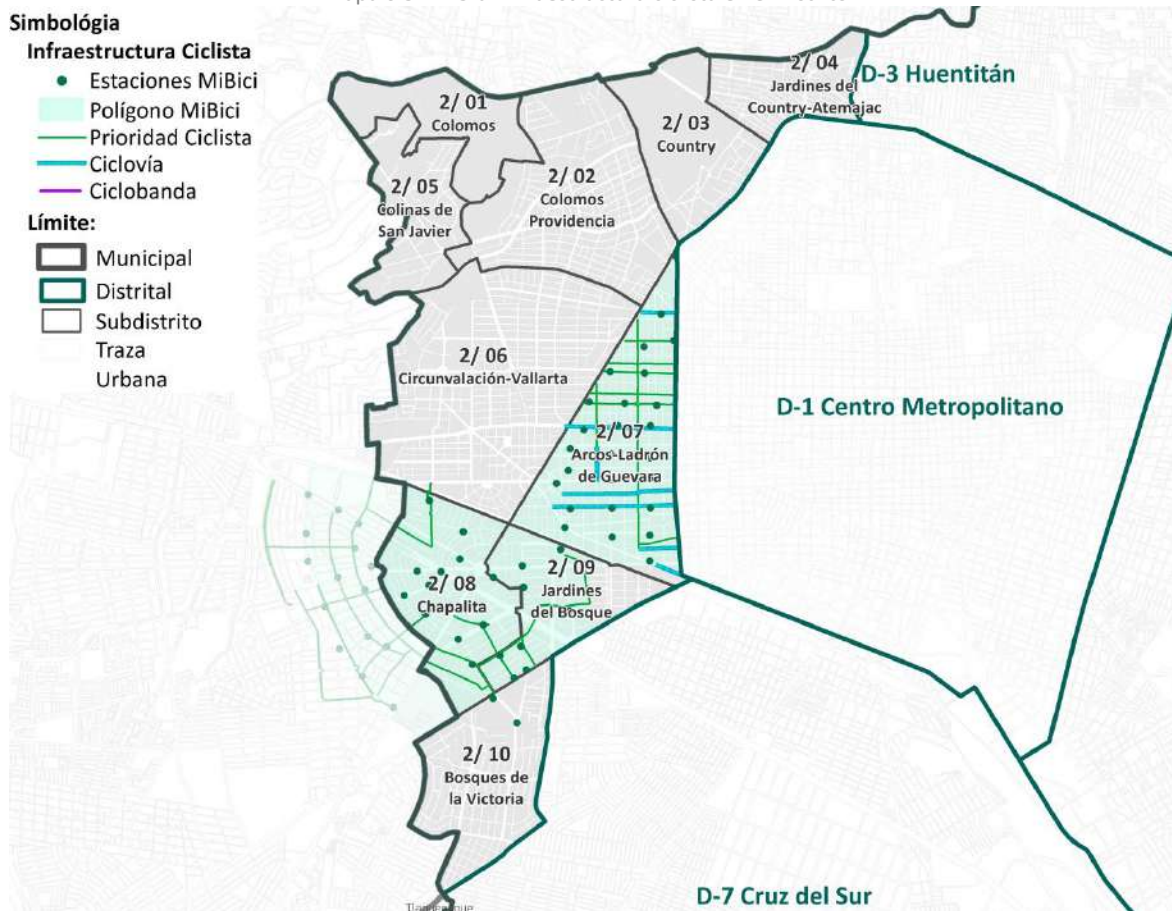 Simbológia
Infraestructura Ciclista
Estaciones MiBici
Polígono MiBici
Prioridad Ciclista
Ciclovía
Ciclobanda
Límite:
Municipal
Distrital
Subdistrito
Traza
Urbana
2/ 01
Colomos
2/ 02
Colomos
Providencia
2/ 03
Country
2/ 04
Jardines del
Country-Atemajac
D-3 Huentitán
2/ 05
Colinas de
San Javier
2/ 06
Circunvalación-Vallarta
D-1 Centro Metropolitano
2/ 07
Arcos-Ladrón
de Guevara
2/ 08
Chapalita
2/ 09
Jardines
del Bosque
2/ 10
Bosques de
la Victoria
D-7 Cruz del Sur